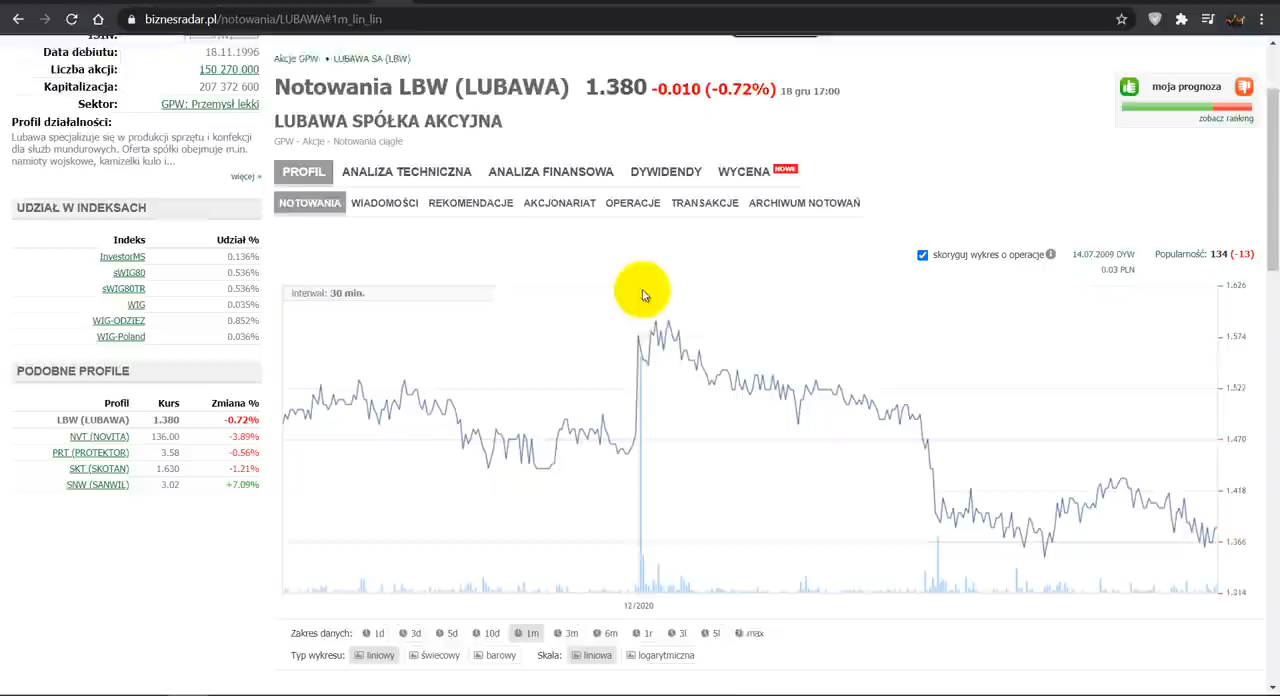 biznesradar.pl/notowania/LUBAWA#1m_lin_lin
Data debiutu: 18.11.1996
Liczba akcji: 150 270 000
Kapitalizacja: 207 372 600
Sektor: GPW: Przemysł lekki
Profil działalności:
Lubawa specjalizuje się w produkcji sprzętu i konfekcji
dla służb mundurowych. Oferta spółki obejmuje m.in.
namioty wojskowe, kamizelki kulo i...
więcej »
UDZIAŁ W INDEKSACH
Indeks Udział %
InvestorMS 0.136%
sWIG80 0.536%
sWIG80TR 0.536%
WIG 0.035%
WIG-ODZIEZ 0.852%
WIG-Poland 0.036%
PODOBNE PROFILE
Profil Kurs Zmiana %
LBW (LUBAWA) 1.380 -0.72%
NVT (NOVITA) 136.00 -3.89%
PRT (PROTEKTOR) 3.58 -0.56%
SKT (SKOTAN) 1.630 -1.21%
SNW (SANWIL) 3.02 +7.09%
Akcje GPW • LUBAWA SA (LBW)
Notowania LBW (LUBAWA) 1.380 -0.010 (-0.72%) 18 gru 17:00
LUBAWA SPÓŁKA AKCYJNA
GPW - Akcje - Notowania ciągłe
moja prognoza
zobacz ranking
PROFIL ANALIZA TECHNICZNA ANALIZA FINANSOWA DYWIDENDY WYCENA NOWE
NOTOWANIA WIADOMOŚCI REKOMENDACJE AKCJONARIAT OPERACJE TRANSAKCJE ARCHIWUM NOTOWAŃ
skoryguj wykres o operacje 14.07.2009 DYW Popularność: 134 (-13)
0.03 PLN
Interwał: 30 min.
1.626
1.574
1.522
1.470
1.418
1.366
1.314
12/2020
Zakres danych: 1d 3d 5d 10d 1m 3m 6m 1r 3l 5l max
Typ wykresu: liniowy świecowy barowy Skala: liniowa logarytmiczna